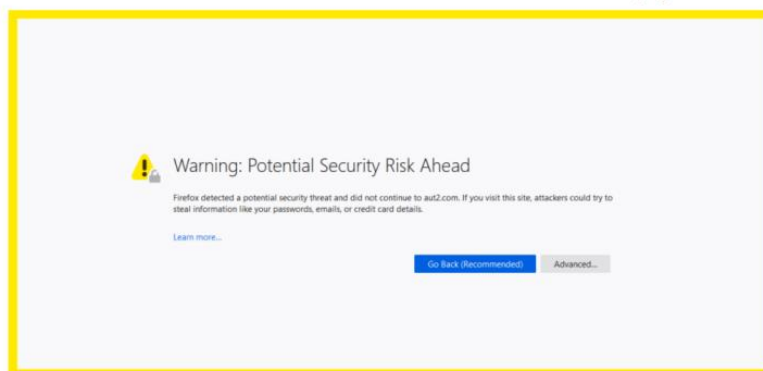 Warning: Potential Security Risk Ahead
Firefox detected a potential security threat and did not continue to aut2.com. If you visit this site, attackers could try to
steal information like your passwords, emails, or credit card details.
Learn more...
Go Back (Recommended) Advanced...